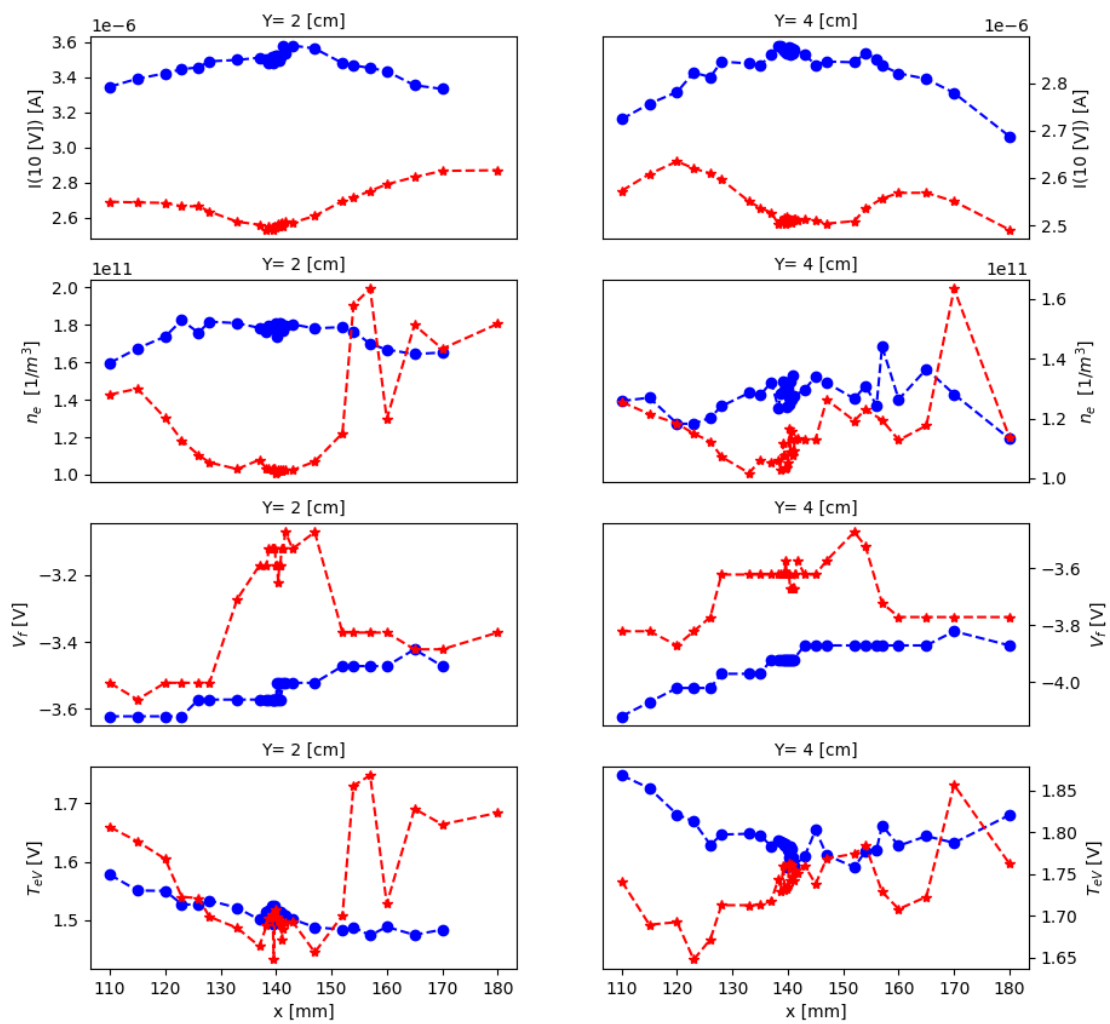 1e-6 Y= 2 [cm] Y= 4 [cm] 1e-6
3.6
3.4
3.2
3.0
2.8
2.6
I(10 [V]) [A]
2.8
2.7
2.6
2.5
I(10 [V]) [A]
1e11 Y= 2 [cm] Y= 4 [cm] 1e11
2.0
1.8
1.6
1.4
1.2
1.0
n_e [1/m^3]
1.6
1.4
1.2
1.0
n_e [1/m^3]
Y= 2 [cm] Y= 4 [cm]
−3.2
−3.4
−3.6
V_f [V]
−3.6
−3.8
−4.0
V_f [V]
Y= 2 [cm] Y= 4 [cm]
1.7
1.6
1.5
T_eV [V]
1.85
1.80
1.75
1.70
1.65
T_eV [V]
110 120 130 140 150 160 170 180 110 120 130 140 150 160 170 180
x [mm] x [mm]